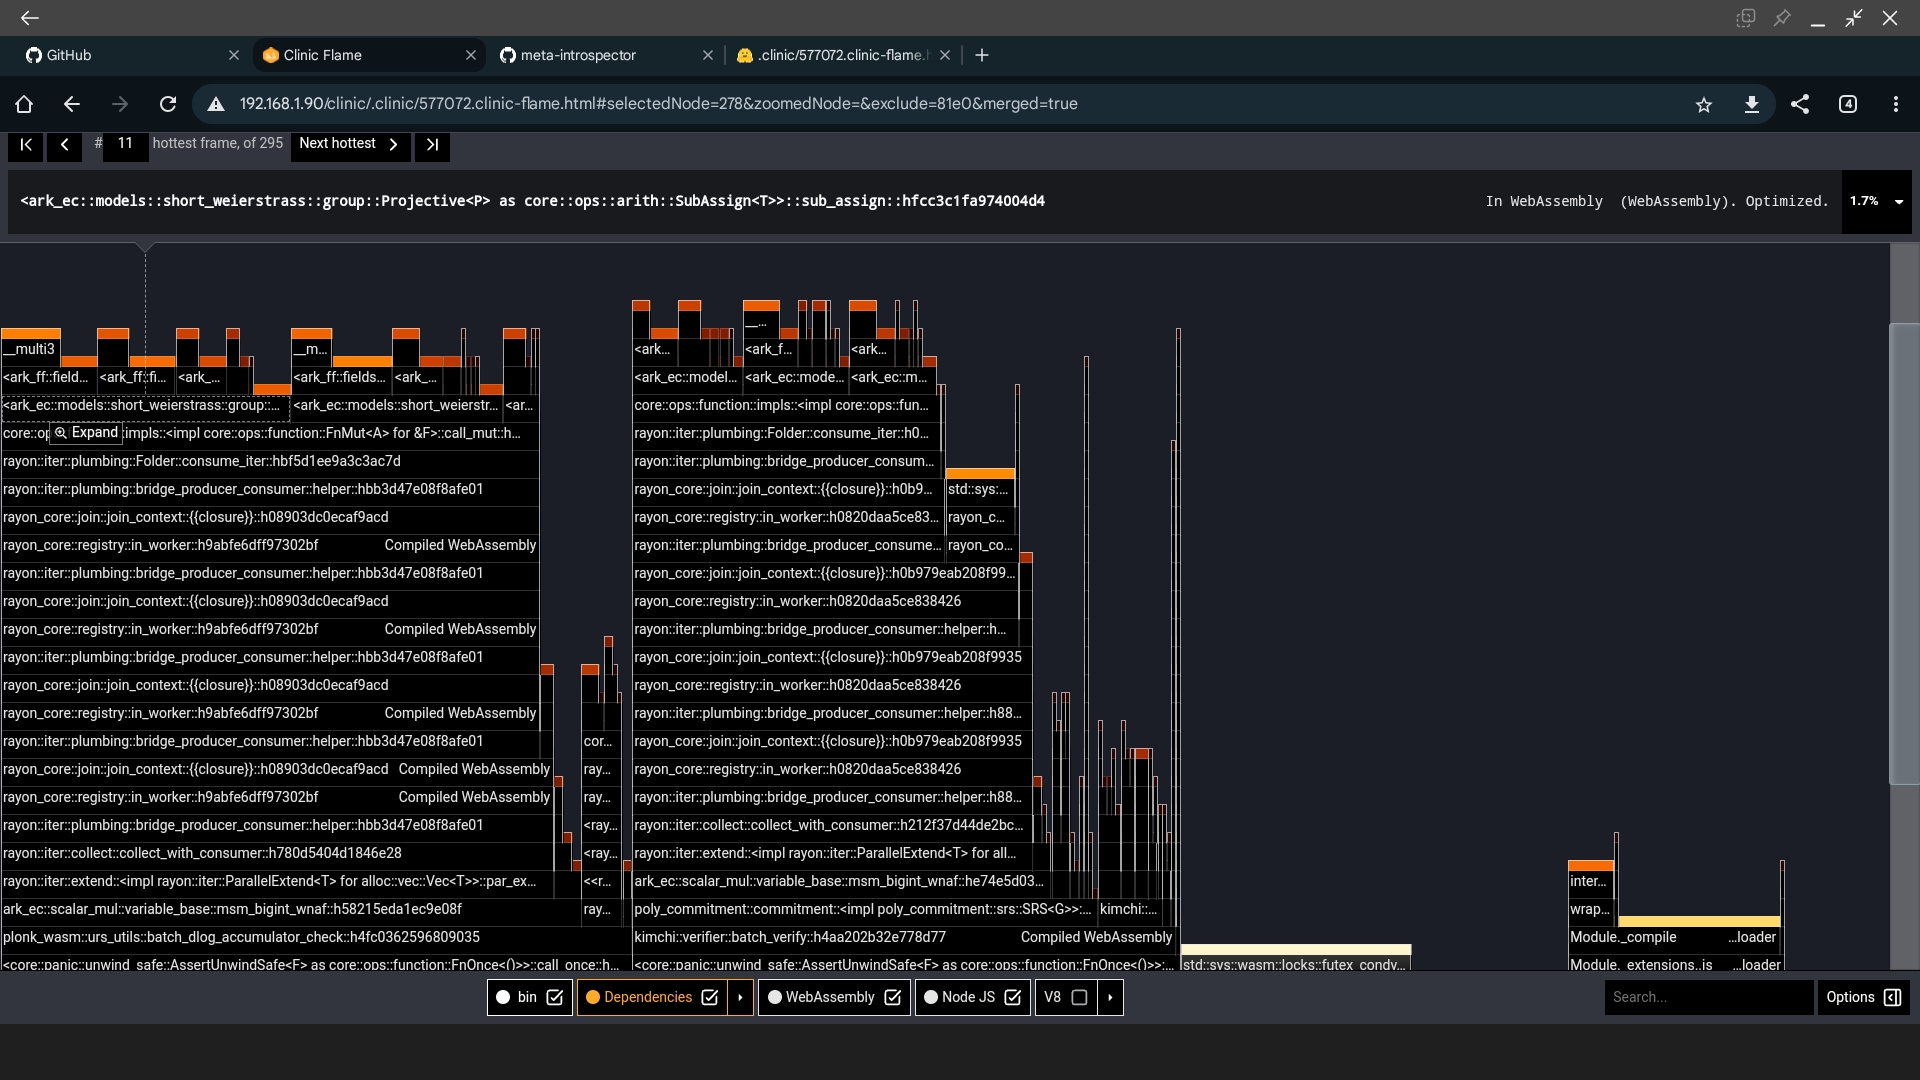 GitHub
Clinic Flame
meta-introspector
.clinic/577072.clinic-flame.h
192.168.1.90/clinic/.clinic/577072.clinic-flame.html#selectedNode=278&zoomedNode=&exclude=81e0&merged=true
4
# 11 hottest frame, of 295 Next hottest
<ark_ec::models::short_weierstrass::group::Projective<P> as core::ops::arith::SubAssign<T>>::sub_assign::hfcc3c1fa974004d4
In WebAssembly (WebAssembly). Optimized.
1.7%
__multi3
__m...
<ark_ff::field...
<ark_ff::fi...
<ark_...
<ark_ff::fields...
<ark_...
<ark_ec::models::short_weierstrass::group::...
<ark_ec::models::short_weierstr...
<ar...
core::op
Expand
:impls::<impl core::ops::function::FnMut<A> for &F>::call_mut::h...
rayon::iter::plumbing::Folder::consume_iter::hbf5d1ee9a3c3ac7d
rayon::iter::plumbing::bridge_producer_consumer::helper::hbb3d47e08f8afe01
rayon_core::join::join_context::{{closure}}::h08903dc0ecaf9acd
rayon_core::registry::in_worker::h9abfe6dff97302bf Compiled WebAssembly
rayon::iter::plumbing::bridge_producer_consumer::helper::hbb3d47e08f8afe01
rayon_core::join::join_context::{{closure}}::h08903dc0ecaf9acd
rayon_core::registry::in_worker::h9abfe6dff97302bf Compiled WebAssembly
rayon::iter::plumbing::bridge_producer_consumer::helper::hbb3d47e08f8afe01
rayon_core::join::join_context::{{closure}}::h08903dc0ecaf9acd
rayon_core::registry::in_worker::h9abfe6dff97302bf Compiled WebAssembly
rayon::iter::plumbing::bridge_producer_consumer::helper::hbb3d47e08f8afe01
rayon_core::join::join_context::{{closure}}::h08903dc0ecaf9acd Compiled WebAssembly
rayon_core::registry::in_worker::h9abfe6dff97302bf Compiled WebAssembly
rayon::iter::plumbing::bridge_producer_consumer::helper::hbb3d47e08f8afe01
rayon::iter::collect::collect_with_consumer::h780d5404d1846e28
rayon::iter::extend::<impl rayon::iter::ParallelExtend<T> for alloc::vec::Vec<T>>::par_ex...
ark_ec::scalar_mul::variable_base::msm_bigint_wnaf::h58215eda1ec9e08f
plonk_wasm::urs_utils::batch_dlog_accumulator_check::h4fc0362596809035
<core::panic::unwind_safe::AssertUnwindSafe<F> as core::ops::function::FnOnce<()>>::call_once::h...
cor...
ray...
ray...
<ray...
<ray...
<<r...
ray...
__...
<ark...
<ark_f...
<ark...
<ark_ec::model...
<ark_ec::mode...
<ark_ec::m...
core::ops::function::impls::<impl core::ops::fun...
rayon::iter::plumbing::Folder::consume_iter::h0...
rayon::iter::plumbing::bridge_producer_consum...
rayon_core::join::join_context::{{closure}}::h0b9...
rayon_core::registry::in_worker::h0820daa5ce83...
rayon::iter::plumbing::bridge_producer_consume...
std::sys:...
rayon_c...
rayon_co...
rayon_core::join::join_context::{{closure}}::h0b979eab208f99...
rayon_core::registry::in_worker::h0820daa5ce838426
rayon::iter::plumbing::bridge_producer_consumer::helper::h...
rayon_core::join::join_context::{{closure}}::h0b979eab208f9935
rayon_core::registry::in_worker::h0820daa5ce838426
rayon::iter::plumbing::bridge_producer_consumer::helper::h88...
rayon_core::join::join_context::{{closure}}::h0b979eab208f9935
rayon_core::registry::in_worker::h0820daa5ce838426
rayon::iter::plumbing::bridge_producer_consumer::helper::h88...
rayon::iter::collect::collect_with_consumer::h212f37d44de2bc...
rayon::iter::extend::<impl rayon::iter::ParallelExtend<T> for all...
ark_ec::scalar_mul::variable_base::msm_bigint_wnaf::he74e5d03...
poly_commitment::commitment::<impl poly_commitment::srs::SRS<G>>:...
kimchi::...
kimchi::verifier::batch_verify::h4aa202b32e778d77 Compiled WebAssembly
<core::panic::unwind_safe::AssertUnwindSafe<F> as core::ops::function::FnOnce<()>>:...
std::sys::wasm::locks::futex_condv...
inter...
wrap...
Module._compile ...loader
Module._extensions..js ...loader
bin
Dependencies
WebAssembly
Node JS
V8
Search...
Options